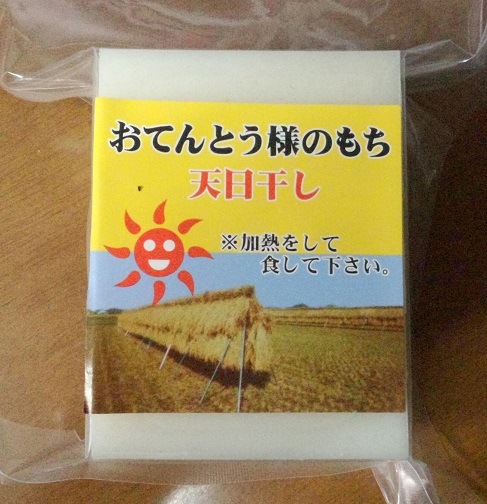 おてんとう様のもち
天日干し
※加熱をして
食して下さい。